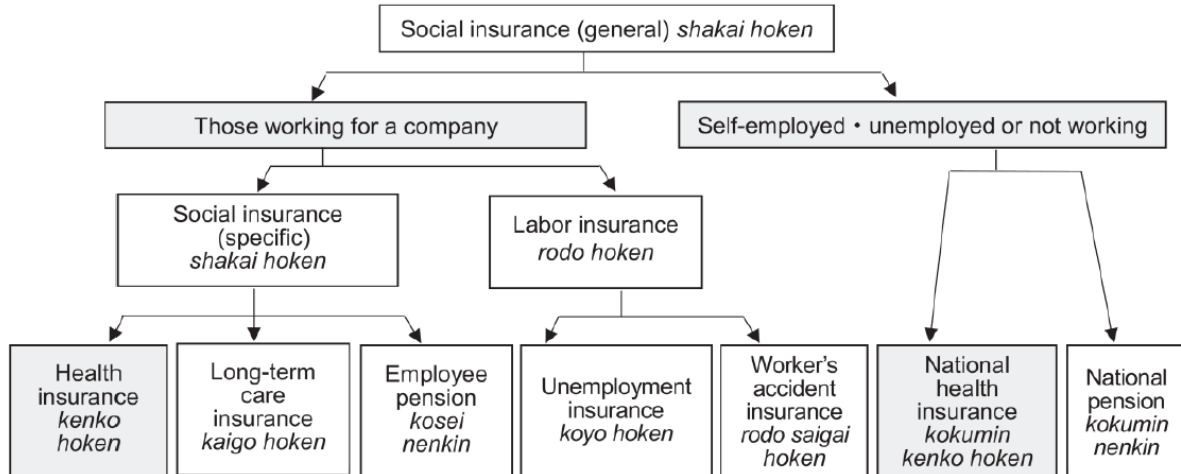 Social insurance (general) shakai hoken
Those working for a company
Self-employed・unemployed or not working
Social insurance
(specific)
shakai hoken
Labor insurance
rodo hoken
Health
insurance
kenko
hoken
Long-term
care
insurance
kaigo hoken
Employee
pension
kosei
nenkin
Unemployment
insurance
koyo hoken
Worker's
accident
insurance
rodo saigai
hoken
National
health
insurance
kokumin
kenko hoken
National
pension
kokumin
nenkin